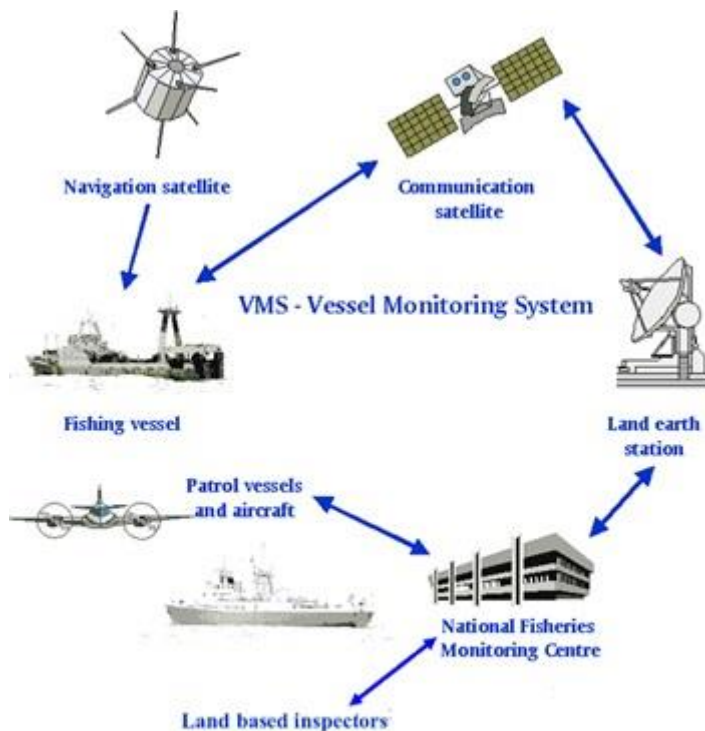 Navigation satellite
Communication
satellite
VMS - Vessel Monitoring System
Fishing vessel
Land earth
station
Patrol vessels
and aircraft
National Fisheries
Monitoring Centre
Land based inspectors